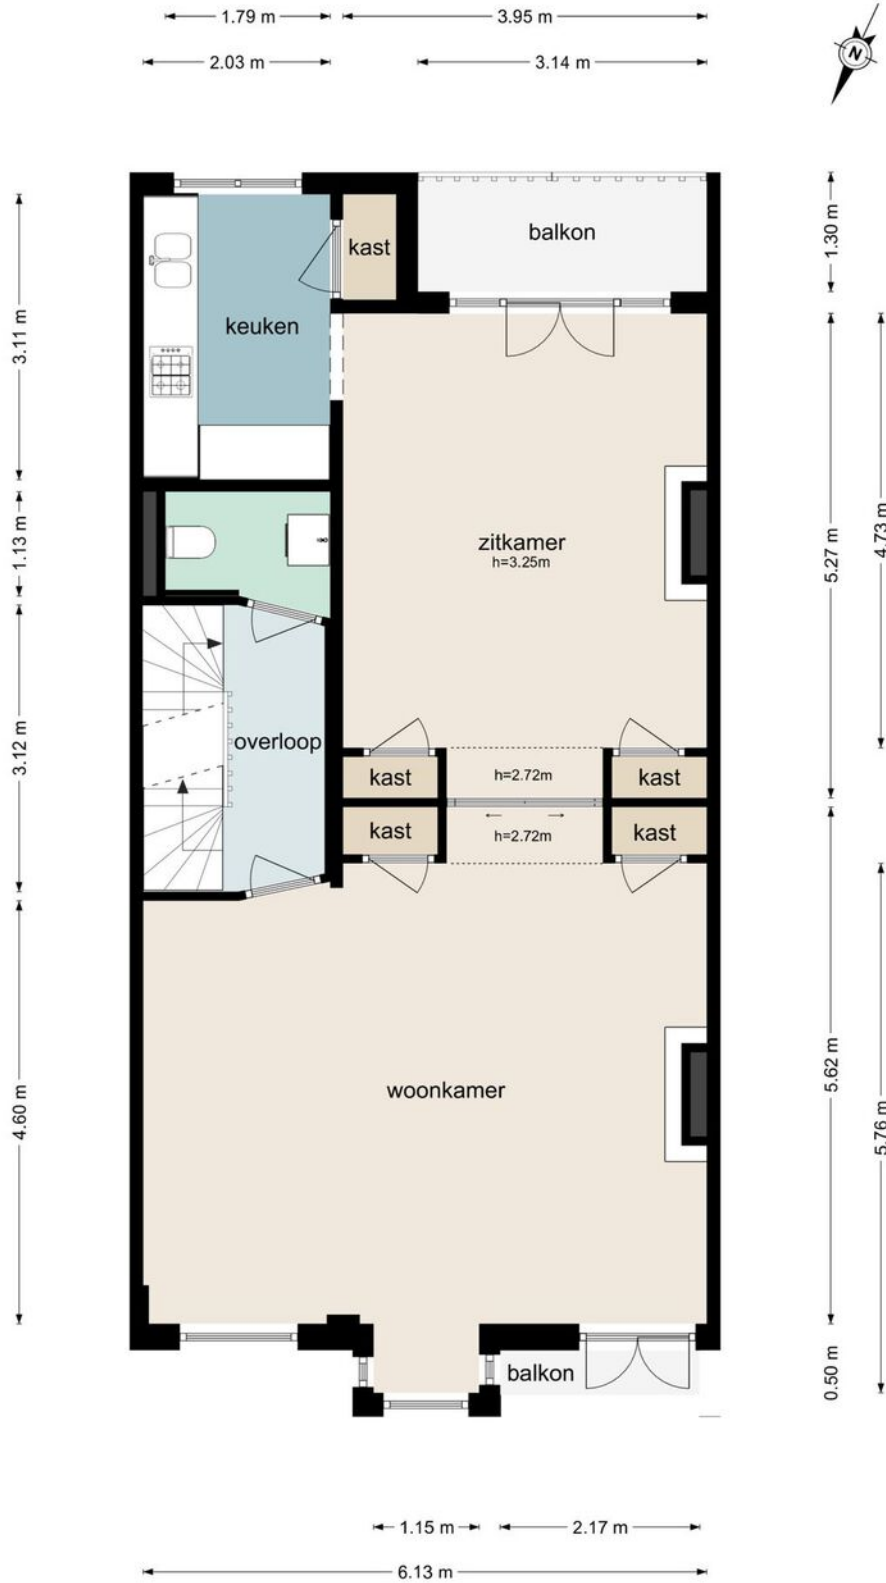 1.79 m
3.95 m
2.03 m
3.14 m
N
balkon
kast
keuken
1.30 m
3.11 m
zitkamer
h=3.25m
1.13 m
5.27 m
4.73 m
overloop
3.12 m
kast
h=2.72m
kast
kast
h=2.72m
kast
woonkamer
4.60 m
5.62 m
5.76 m
balkon
0.50 m
1.15 m
2.17 m
6.13 m